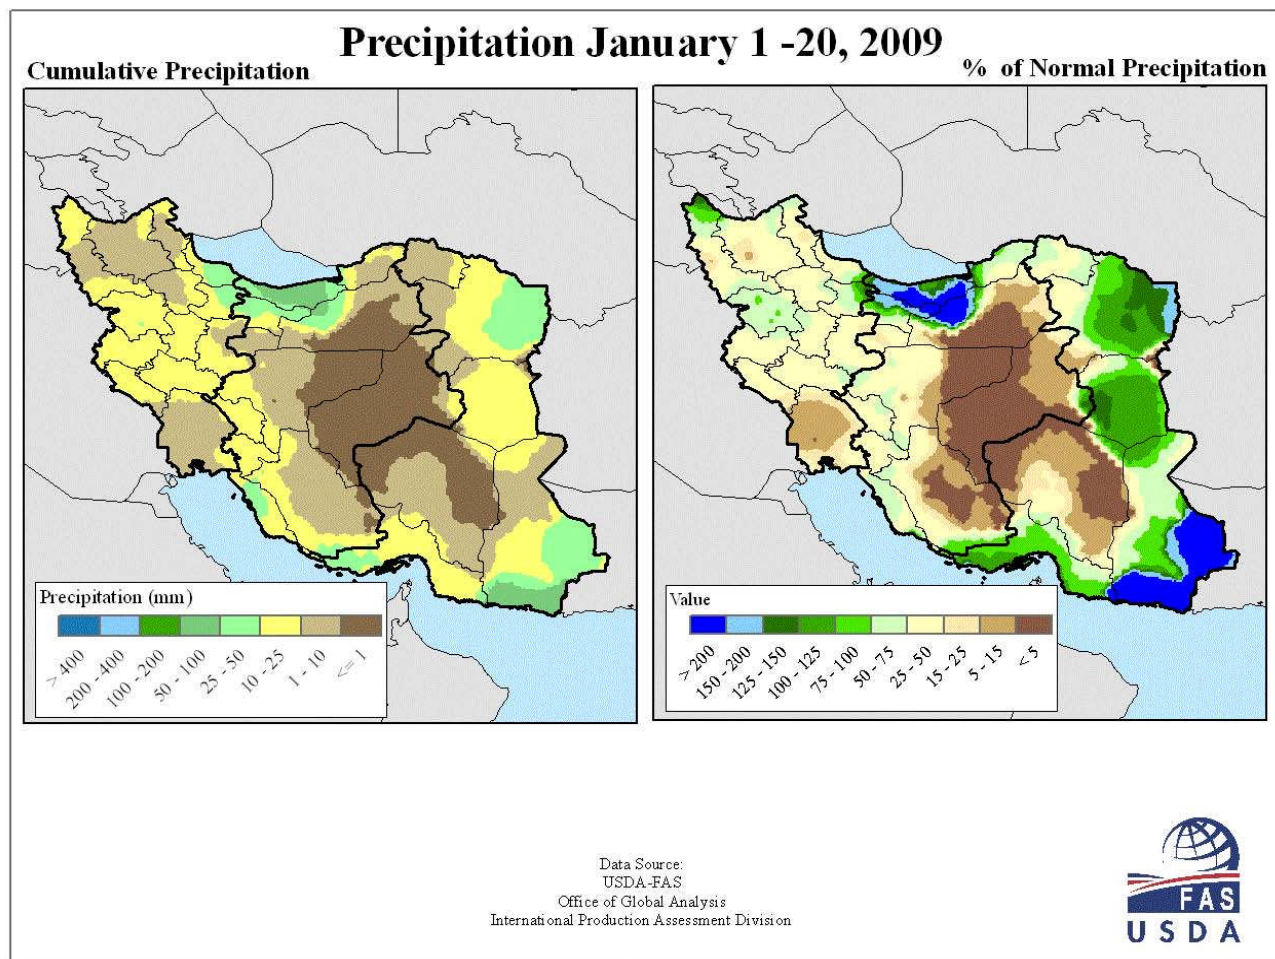 Precipitation January 1 -20, 2009
Cumulative Precipitation
% of Normal Precipitation
Precipitation (mm)
> 400
200 - 400
100 - 200
50 - 100
25 - 50
10 - 25
1 - 10
<= 1
Value
> 200
150 - 200
125 - 150
100 - 125
75 - 100
50 - 75
25 - 50
15 - 25
5 - 15
< 5
Data Source:
USDA-FAS
Office of Global Analysis
International Production Assessment Division
FAS
USDA